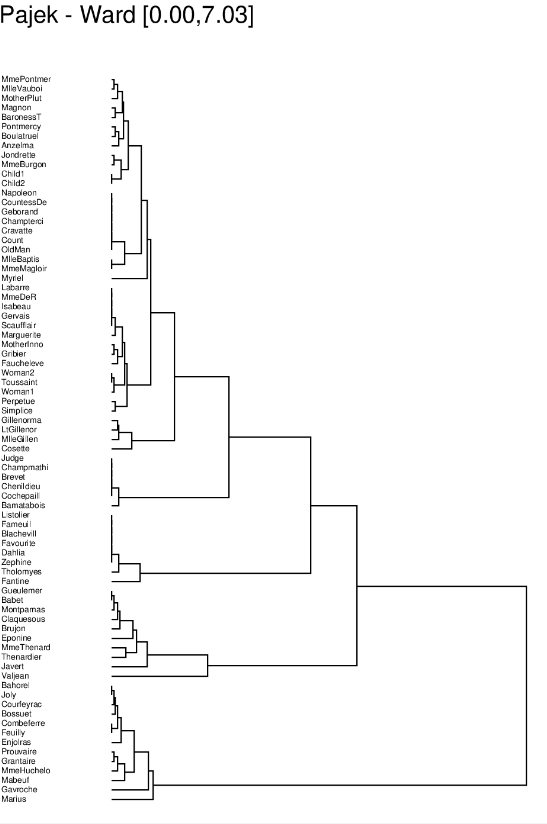 Pajek - Ward [0.00,7.03]
MmePontmer
MlleVauboi
MotherPlut
Magnon
BaronessT
Pontmercy
Boulatruel
Anzelma
Jondrette
MmeBurgon
Child1
Child2
Napoleon
CountessDe
Geborand
Champterci
Cravatte
Count
OldMan
MlleBaptis
MmeMagloir
Myriel
Labarre
MmeDeR
Isabeau
Gervais
Scaufflair
Marguerite
MotherInno
Gribier
Faucheleve
Woman2
Toussaint
Woman1
Perpetue
Simplice
Gillenorma
LtGillenor
MlleGillen
Cosette
Judge
Champmathi
Brevet
Chenildieu
Cochepaill
Bamatabois
Listolier
Fameuil
Blachevill
Favourite
Dahlia
Zephine
Tholomyes
Fantine
Gueulemer
Babet
Montparnas
Claquesous
Brujon
Eponine
MmeThenard
Thenardier
Javert
Valjean
Bahorel
Joly
Courfeyrac
Bossuet
Combeferre
Feuilly
Enjolras
Prouvaire
Grantaire
MmeHuchelo
Mabeuf
Gavroche
Marius